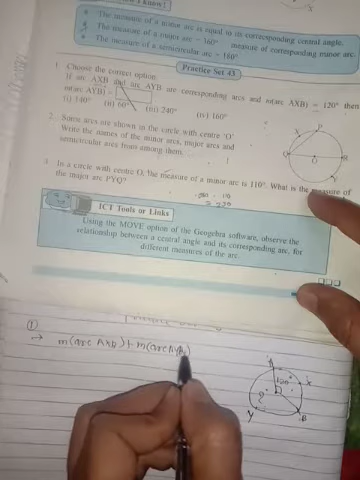 I know!
• The measure of a minor arc is equal to its corresponding central angle.
• The measure of a major arc = 360° measure of corresponding minor arc.
• The measure of a semicircular arc = 180°
Practice Set 43
1. Choose the correct option.
If arc AXB and arc AYB are corresponding arcs and m(arc AXB) = 120° then
m(arc AYB) =
(i) 140° (ii) 60° (iii) 240° (iv) 160°
2. Some arcs are shown in the circle with centre 'O'
Write the names of the minor arcs, major arcs and
semicircular arcs from among them.
3. In a circle with centre O, the measure of a minor arc is 110°. What is the measure of
the major arc PYQ?
ICT Tools or Links
Using the MOVE option of the Geogebra software, observe the
relationship between a central angle and its corresponding arc, for
different measures of the arc.
①
→ m(arc AXB) + m(arc AYB)
A
120
X
O
Y
B